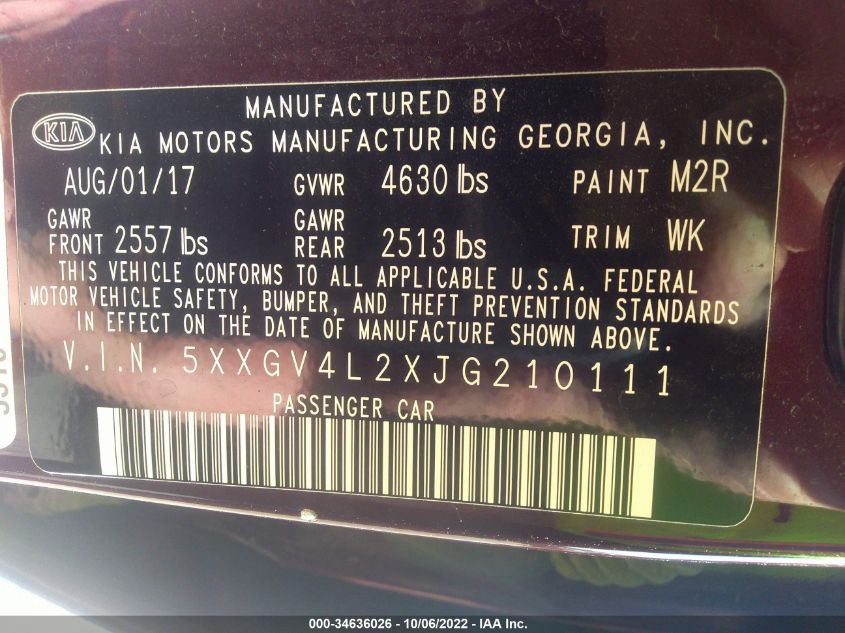 MANUFACTURED BY
KIA KIA MOTORS MANUFACTURING GEORGIA, INC.
AUG/01/17 GVWR 4630 lbs PAINT M2R
GAWR FRONT 2557 lbs GAWR REAR 2513 lbs TRIM WK
THIS VEHICLE CONFORMS TO ALL APPLICABLE U.S.A. FEDERAL
MOTOR VEHICLE SAFETY, BUMPER, AND THEFT PREVENTION STANDARDS
IN EFFECT ON THE DATE OF MANUFACTURE SHOWN ABOVE.
V.I.N. 5XXGV4L2XJG210111
PASSENGER CAR
000-34636026 - 10/06/2022 - IAA Inc.